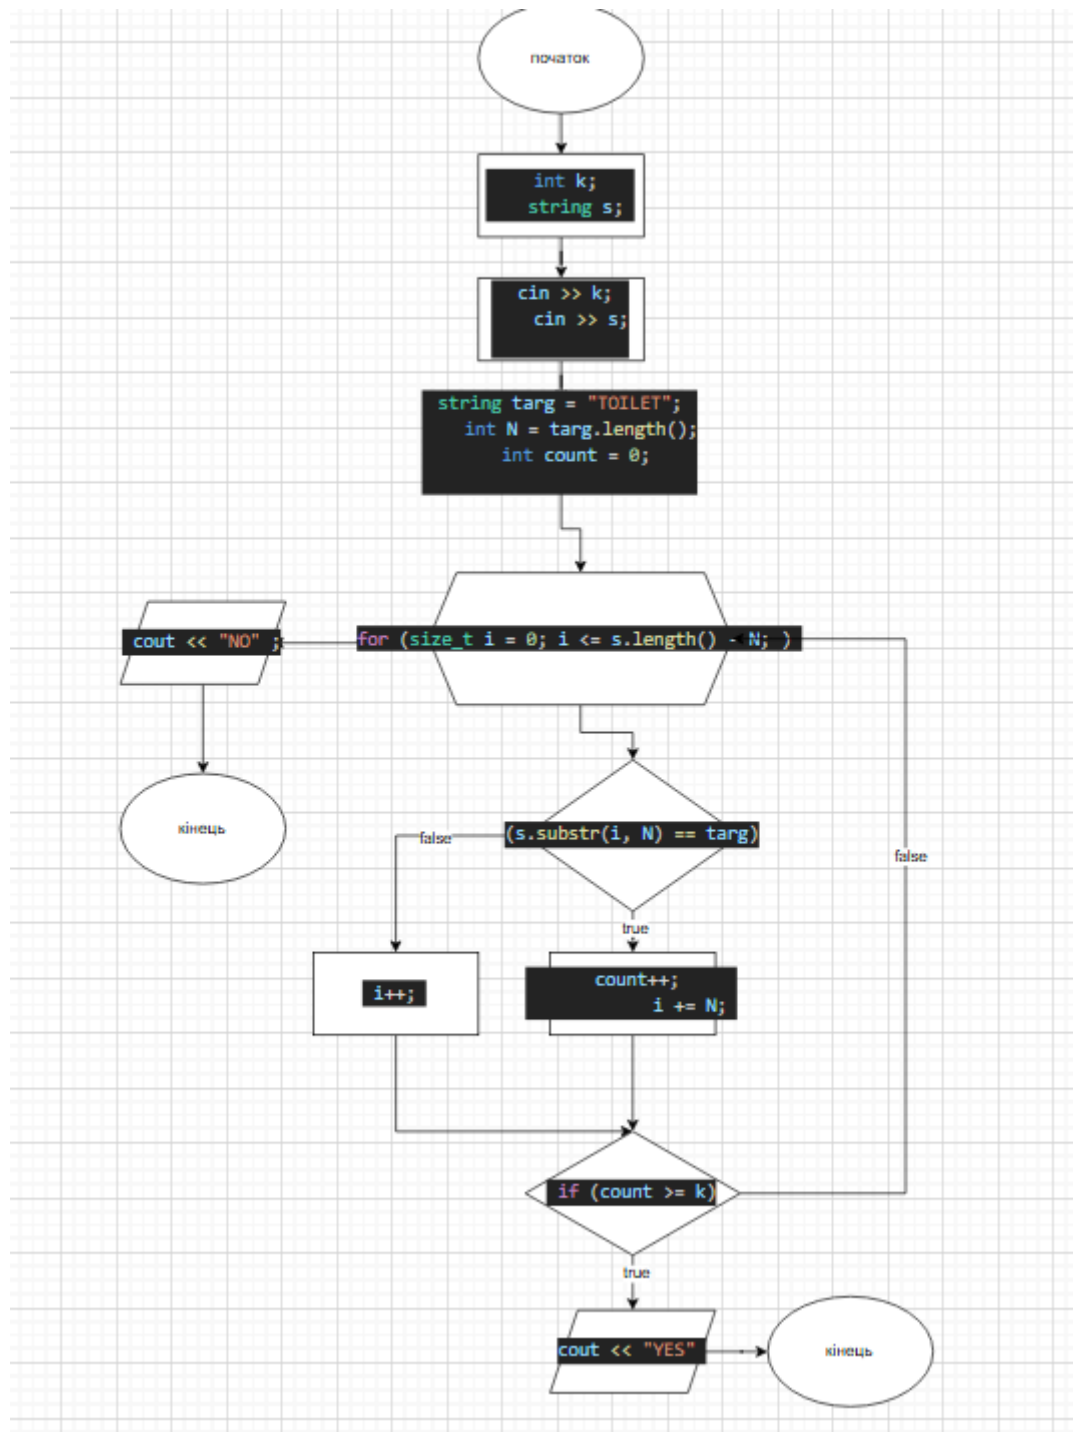 початок
int k;
string s;
cin >> k;
cin >> s;
string targ = "TOILET";
int N = targ.length();
int count = 0;
for (size_t i = 0; i <= s.length() - N; )
cout << "NO" ;
кінець
(s.substr(i, N) == targ)
false
false
true
i++;
count++;
i += N;
if (count >= k)
true
cout << "YES"
кінець